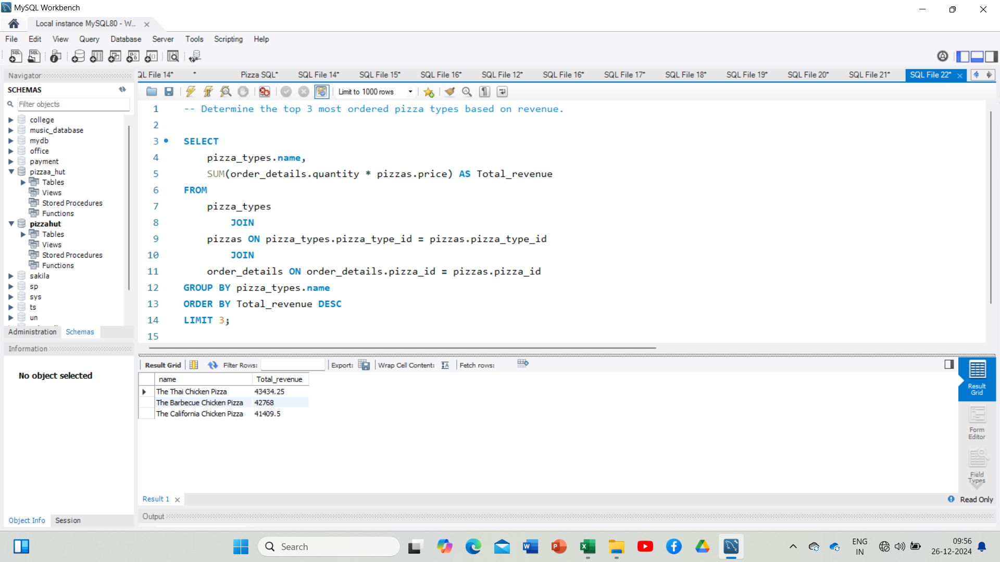 MySQL Workbench
Local instance MySQL80 - W...
File Edit View Query Database Server Tools Scripting Help
Navigator
QL File 14* * Pizza SQL* SQL File 14* SQL File 15* SQL File 16* SQL File 12* SQL File 16* SQL File 17* SQL File 18* SQL File 19* SQL File 20* SQL File 21* SQL File 22*
SCHEMAS
Limit to 1000 rows
Filter objects
college
music_database
mydb
office
payment
pizzaa_hut
Tables
Views
Stored Procedures
Functions
pizzahut
Tables
Views
Stored Procedures
Functions
sakila
sp
sys
ts
un
Administration Schemas
Information
No object selected
Object Info Session
1 -- Determine the top 3 most ordered pizza types based on revenue.
2
3 SELECT
4 pizza_types.name,
5 SUM(order_details.quantity * pizzas.price) AS Total_revenue
6 FROM
7 pizza_types
8 JOIN
9 pizzas ON pizza_types.pizza_type_id = pizzas.pizza_type_id
10 JOIN
11 order_details ON order_details.pizza_id = pizzas.pizza_id
12 GROUP BY pizza_types.name
13 ORDER BY Total_revenue DESC
14 LIMIT 3;
15
Result Grid Filter Rows: Export: Wrap Cell Content: Fetch rows:
name Total_revenue
The Thai Chicken Pizza 43434.25
The Barbecue Chicken Pizza 42768
The California Chicken Pizza 41409.5
Result
Grid
Form
Editor
Field
Types
Result 1
Read Only
Output
Search
ENG
IN
09:56
26-12-2024